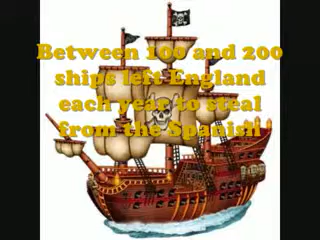 Between 100 and 200
ships left England
each year to steal
from the Spanish